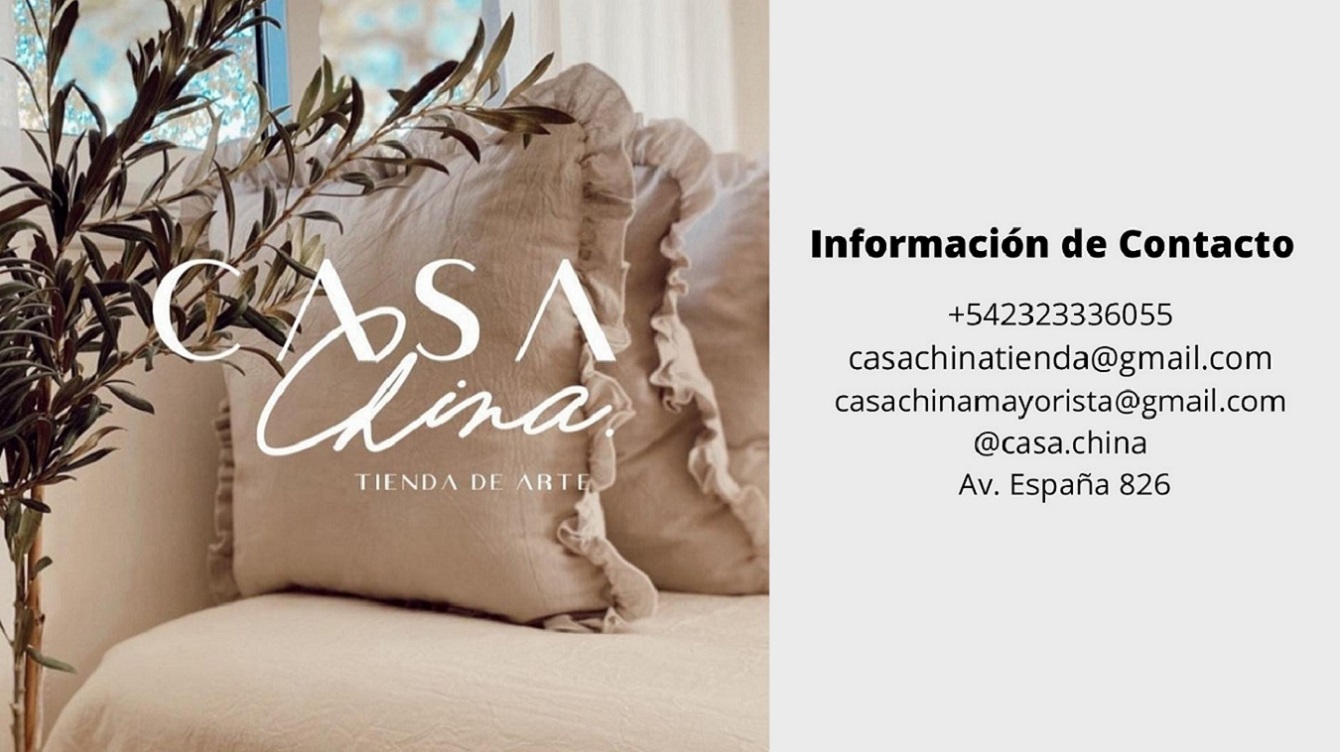 CASA
China.
TIENDA DE ARTE
Información de Contacto
+542323336055
casachinatienda@gmail.com
casachinamayorista@gmail.com
@casa.china
Av. España 826